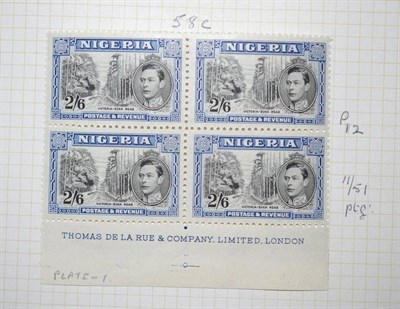 58c
NIGERIA NIGERIA
2/6 2/6
VICTORIA-BUEA ROAD VICTORIA-BUEA ROAD
POSTAGE & REVENUE POSTAGE & REVENUE
P12
NIGERIA NIGERIA
2/6 2/6
VICTORIA-BUEA ROAD VICTORIA-BUEA ROAD
POSTAGE & REVENUE POSTAGE & REVENUE
11/51
THOMAS DE LA RUE & COMPANY, LIMITED, LONDON
PLATE-1